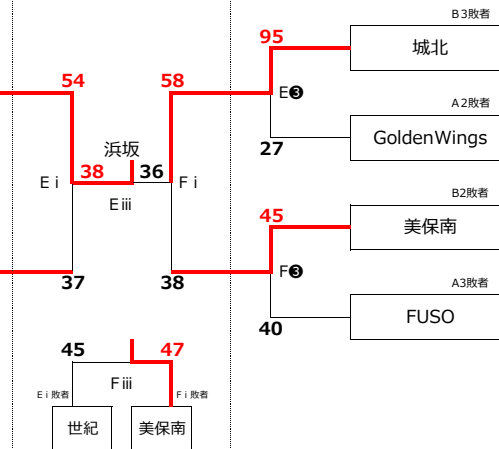 B3敗者
95
城北
54
58
E❸
A2敗者
27
GoldenWings
浜坂
Eⅰ
38
36
Fⅰ
Eⅲ
B2敗者
45
美保南
F❸
A3敗者
37
38
40
FUSO
45
47
Fⅲ
Eⅰ敗者
Fⅰ敗者
世紀
美保南